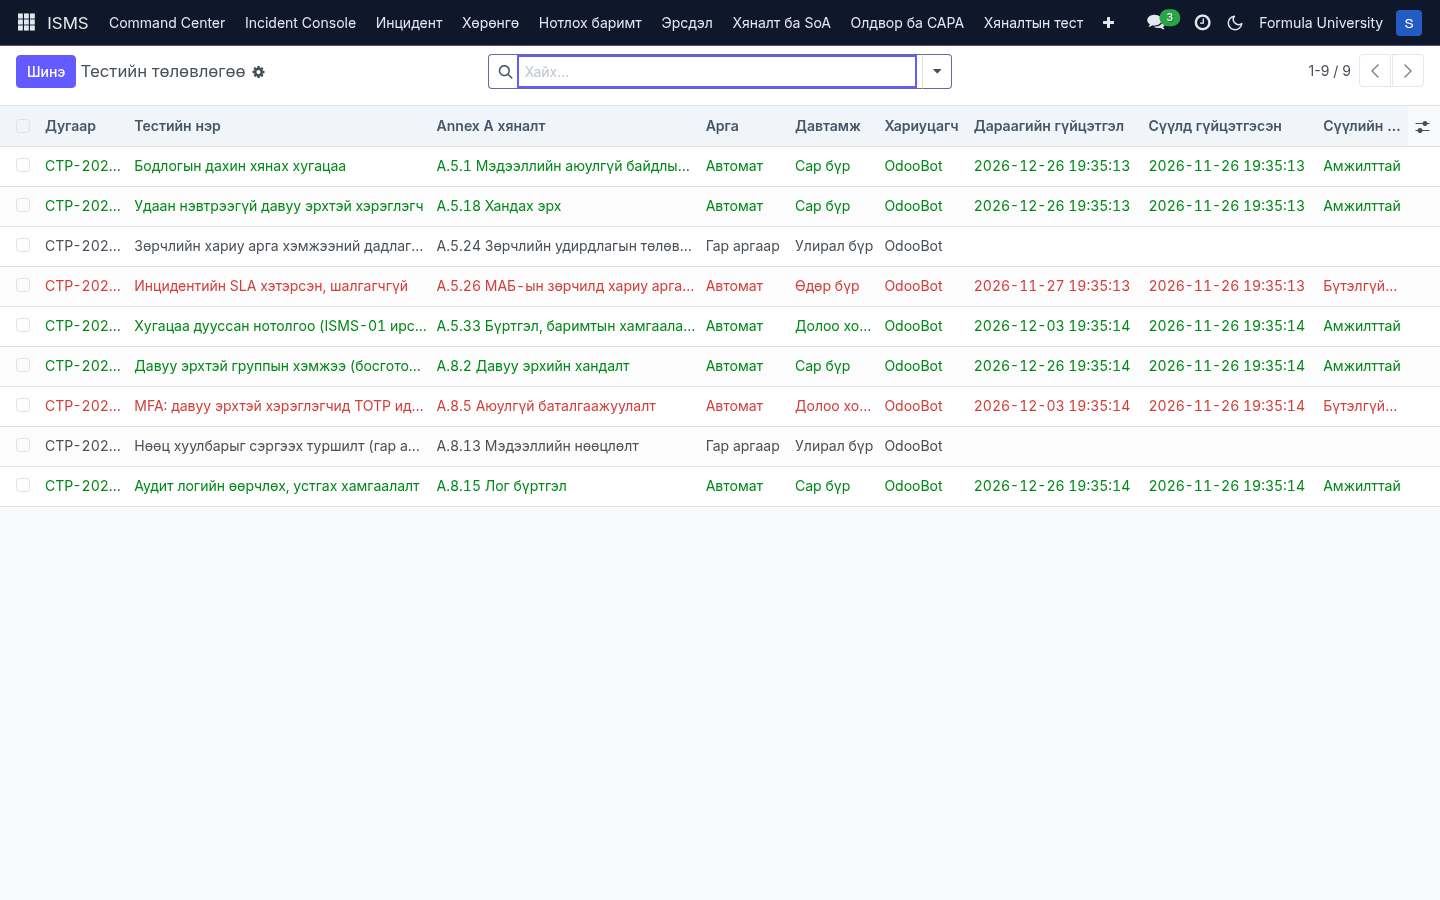 ISMS Command Center Incident Console Инцидент Хөрөнгө Нотлох баримт Эрсдэл Хяналт ба SoA Олдвор ба CAPA Хяналтын тест 3 Formula University S
Шинэ Тестийн төлөвлөгөө Хайх... 1-9 / 9
Дугаар Тестийн нэр Annex A хяналт Арга Давтамж Хариуцагч Дараагийн гүйцэтгэл Сүүлд гүйцэтгэсэн Сүүлийн ...
CTP-202... Бодлогын дахин хянах хугацаа A.5.1 Мэдээллийн аюулгүй байдлы... Автомат Сар бүр OdooBot 2026-12-26 19:35:13 2026-11-26 19:35:13 Амжилттай
CTP-202... Удаан нэвтрээгүй давуу эрхтэй хэрэглэгч A.5.18 Хандах эрх Автомат Сар бүр OdooBot 2026-12-26 19:35:13 2026-11-26 19:35:13 Амжилттай
CTP-202... Зөрчлийн хариу арга хэмжээний дадлаг... A.5.24 Зөрчлийн удирдлагын төлөв... Гар аргаар Улирал бүр OdooBot
CTP-202... Инцидентийн SLA хэтэрсэн, шалгагчгүй A.5.26 МАБ-ын зөрчилд хариу арга... Автомат Өдөр бүр OdooBot 2026-11-27 19:35:13 2026-11-26 19:35:13 Бүтэлгүй...
CTP-202... Хугацаа дууссан нотолгоо (ISMS-01 ирс... A.5.33 Бүртгэл, баримтын хамгаала... Автомат Долоо хо... OdooBot 2026-12-03 19:35:14 2026-11-26 19:35:14 Амжилттай
CTP-202... Давуу эрхтэй группын хэмжээ (босгото... A.8.2 Давуу эрхийн хандалт Автомат Сар бүр OdooBot 2026-12-26 19:35:14 2026-11-26 19:35:14 Амжилттай
CTP-202... MFA: давуу эрхтэй хэрэглэгчид TOTP ид... A.8.5 Аюулгүй баталгаажуулалт Автомат Долоо хо... OdooBot 2026-12-03 19:35:14 2026-11-26 19:35:14 Бүтэлгүй...
CTP-202... Нөөц хуулбарыг сэргээх туршилт (гар а... A.8.13 Мэдээллийн нөөцлөлт Гар аргаар Улирал бүр OdooBot
CTP-202... Аудит логийн өөрчлөх, устгах хамгаалалт A.8.15 Лог бүртгэл Автомат Сар бүр OdooBot 2026-12-26 19:35:14 2026-11-26 19:35:14 Амжилттай